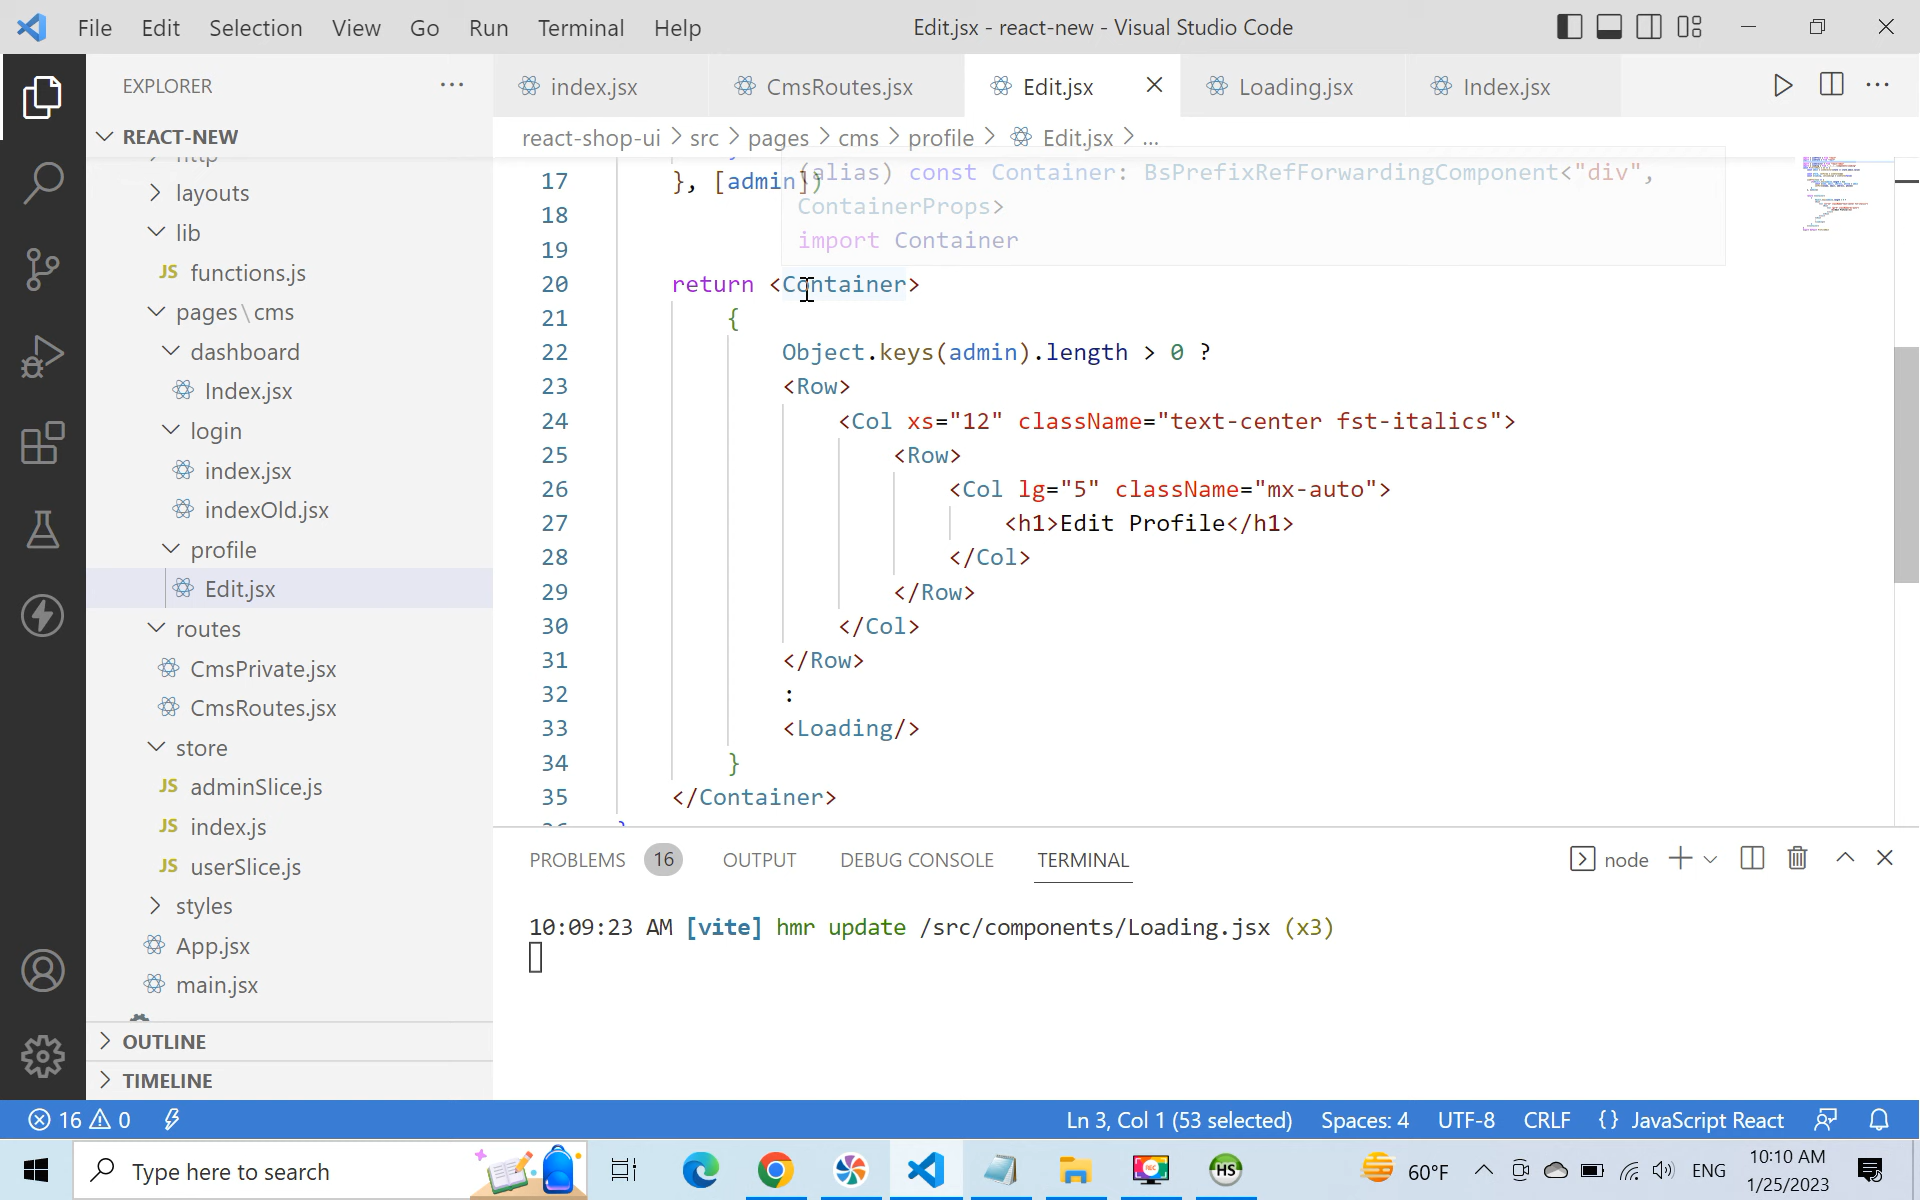 File Edit Selection View Go Run Terminal Help
Edit.jsx - react-new - Visual Studio Code
EXPLORER
REACT-NEW
http
layouts
lib
JS functions.js
pages\cms
dashboard
Index.jsx
login
index.jsx
indexOld.jsx
profile
Edit.jsx
routes
CmsPrivate.jsx
CmsRoutes.jsx
store
JS adminSlice.js
JS index.js
JS userSlice.js
styles
App.jsx
main.jsx
OUTLINE
TIMELINE
index.jsx CmsRoutes.jsx Edit.jsx Loading.jsx Index.jsx
react-shop-ui > src > pages > cms > profile > Edit.jsx > ...
(alias) const Container: BsPrefixRefForwardingComponent<"div",
ContainerProps>
import Container
17 }, [admin])
18
19
20 return <Container>
21 {
22 Object.keys(admin).length > 0 ?
23 <Row>
24 <Col xs="12" className="text-center fst-italics">
25 <Row>
26 <Col lg="5" className="mx-auto">
27 <h1>Edit Profile</h1>
28 </Col>
29 </Row>
30 </Col>
31 </Row>
32 :
33 <Loading/>
34 }
35 </Container>
PROBLEMS 16 OUTPUT DEBUG CONSOLE TERMINAL
node
10:09:23 AM [vite] hmr update /src/components/Loading.jsx (x3)
16 0
Ln 3, Col 1 (53 selected) Spaces: 4 UTF-8 CRLF {} JavaScript React
Type here to search
REC
HS
60°F
ENG
10:10 AM
1/25/2023